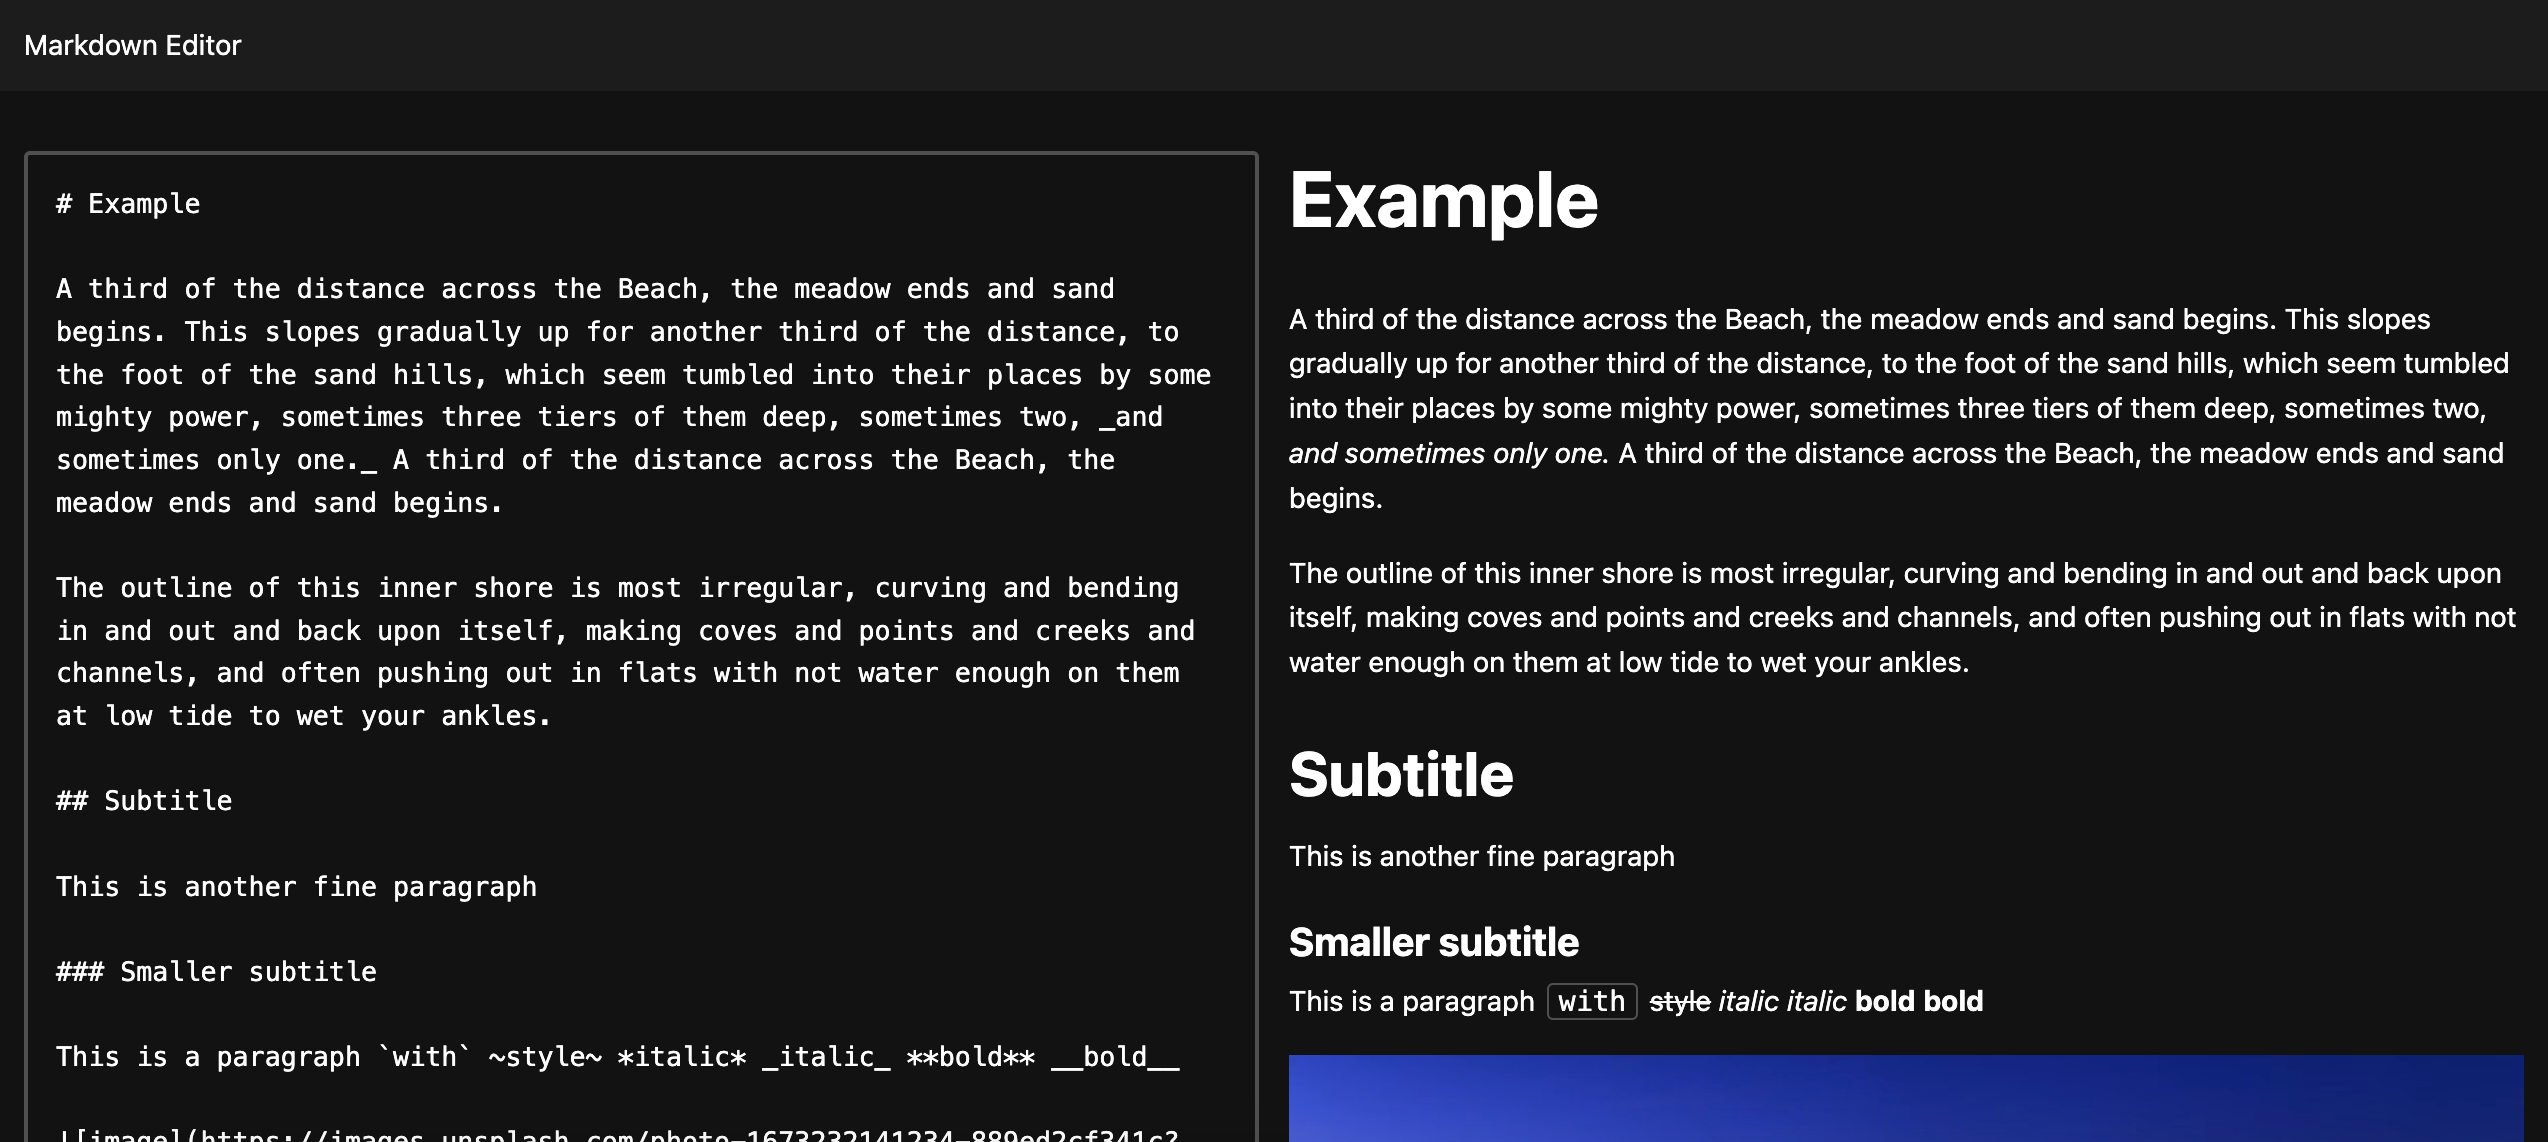 Markdown Editor
# Example
A third of the distance across the Beach, the meadow ends and sand
begins. This slopes gradually up for another third of the distance, to
the foot of the sand hills, which seem tumbled into their places by some
mighty power, sometimes three tiers of them deep, sometimes two, _and
sometimes only one._ A third of the distance across the Beach, the
meadow ends and sand begins.
The outline of this inner shore is most irregular, curving and bending
in and out and back upon itself, making coves and points and creeks and
channels, and often pushing out in flats with not water enough on them
at low tide to wet your ankles.
## Subtitle
This is another fine paragraph
### Smaller subtitle
This is a paragraph `with` ~style~ *italic* _italic_ **bold** __bold__
![image](https://images.unsplash.com/photo-1673232141234-889ed2cf341c?
Example
A third of the distance across the Beach, the meadow ends and sand begins. This slopes
gradually up for another third of the distance, to the foot of the sand hills, which seem tumbled
into their places by some mighty power, sometimes three tiers of them deep, sometimes two,
and sometimes only one. A third of the distance across the Beach, the meadow ends and sand
begins.
The outline of this inner shore is most irregular, curving and bending in and out and back upon
itself, making coves and points and creeks and channels, and often pushing out in flats with not
water enough on them at low tide to wet your ankles.
Subtitle
This is another fine paragraph
Smaller subtitle
This is a paragraph with style italic italic bold bold